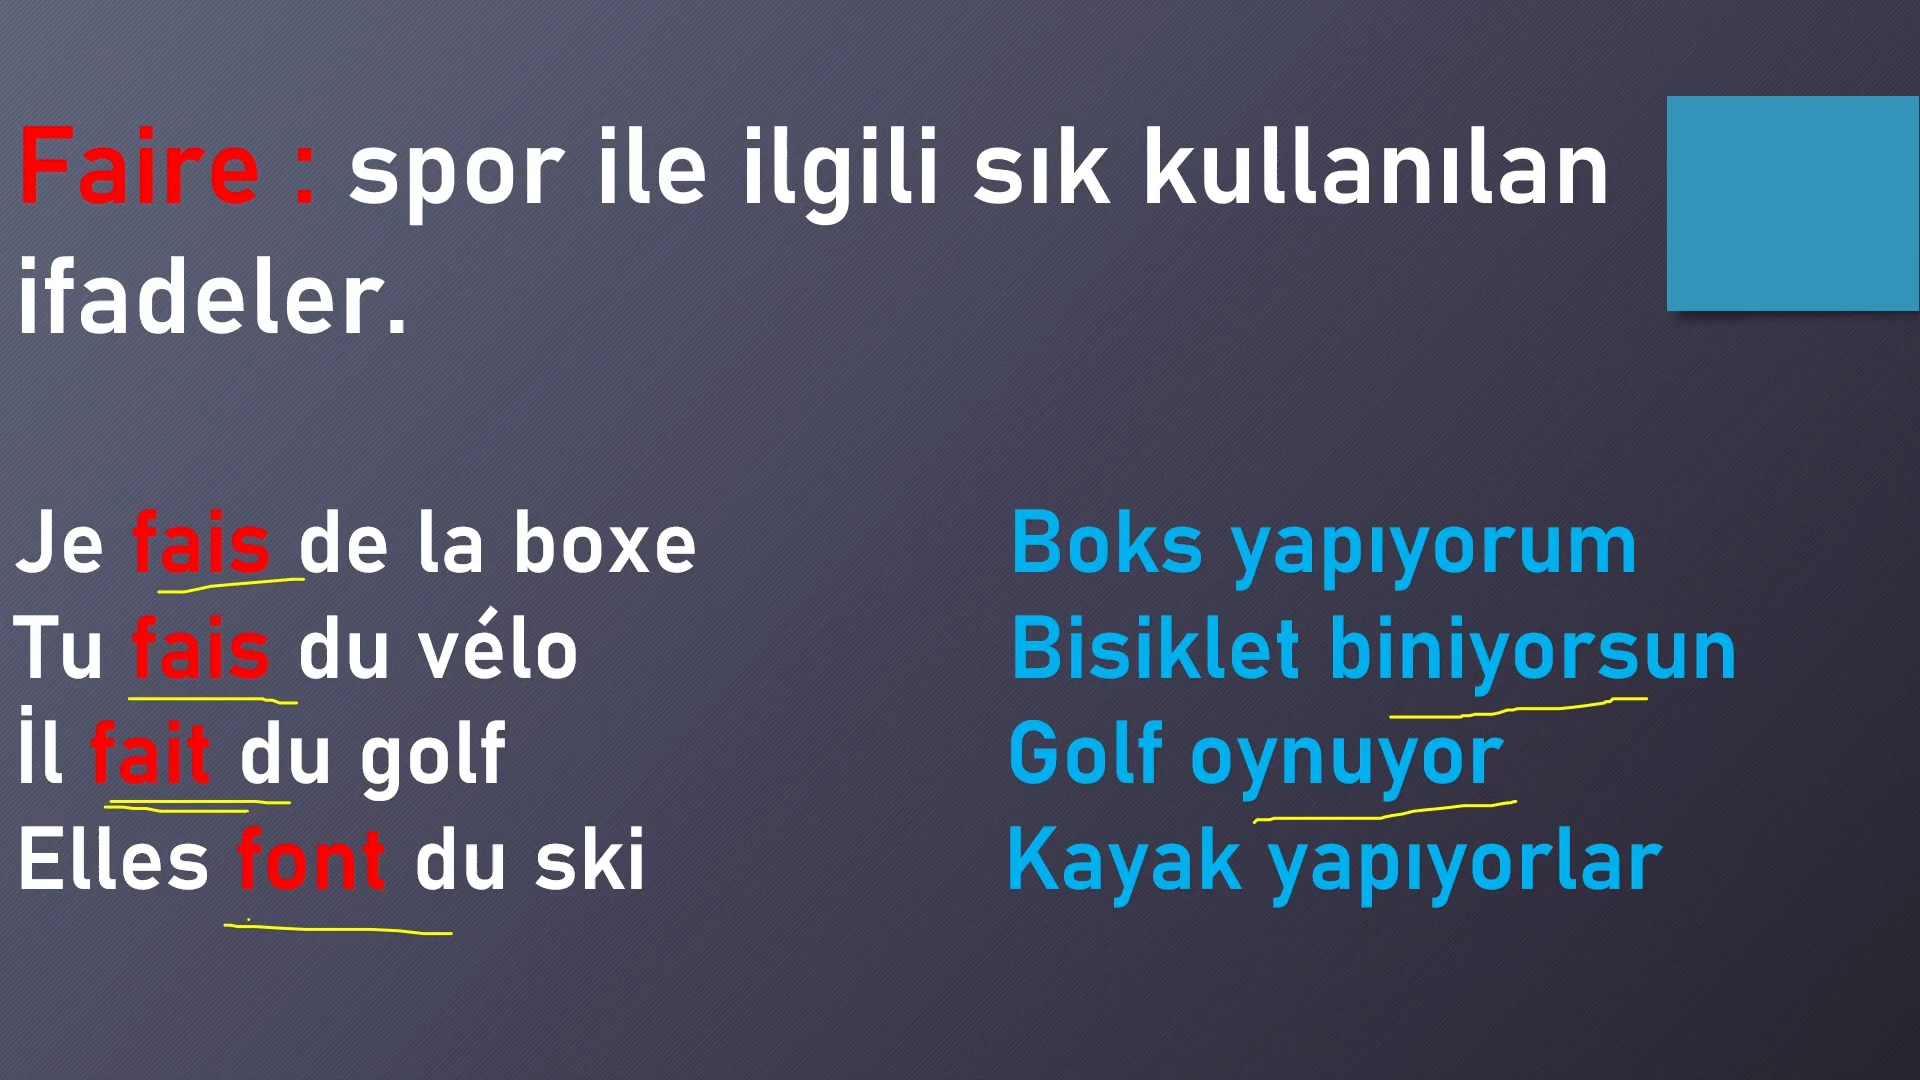 Faire : spor ile ilgili sık kullanılan
ifadeler.
Je fais de la boxe
Boks yapıyorum
Tu fais du vélo
Bisiklet biniyorsun
İl fait du golf
Golf oynuyor
Elles font du ski
Kayak yapıyorlar